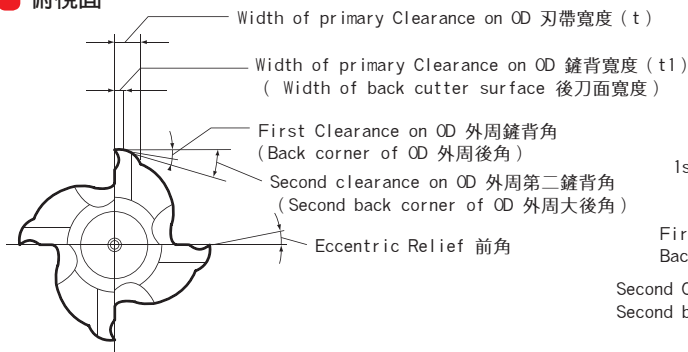 俯視面
Width of primary Clearance on OD 刃帶寬度（t）
Width of primary Clearance on OD 鏟背寬度（t1）
（ Width of back cutter surface 後刀面寬度）
First Clearance on OD 外周鏟背角
(Back corner of OD 外周後角）
Second clearance on OD 外周第二鏟背角
（Second back corner of OD 外周大後角）
Eccentric Relief 前角
Second
Second